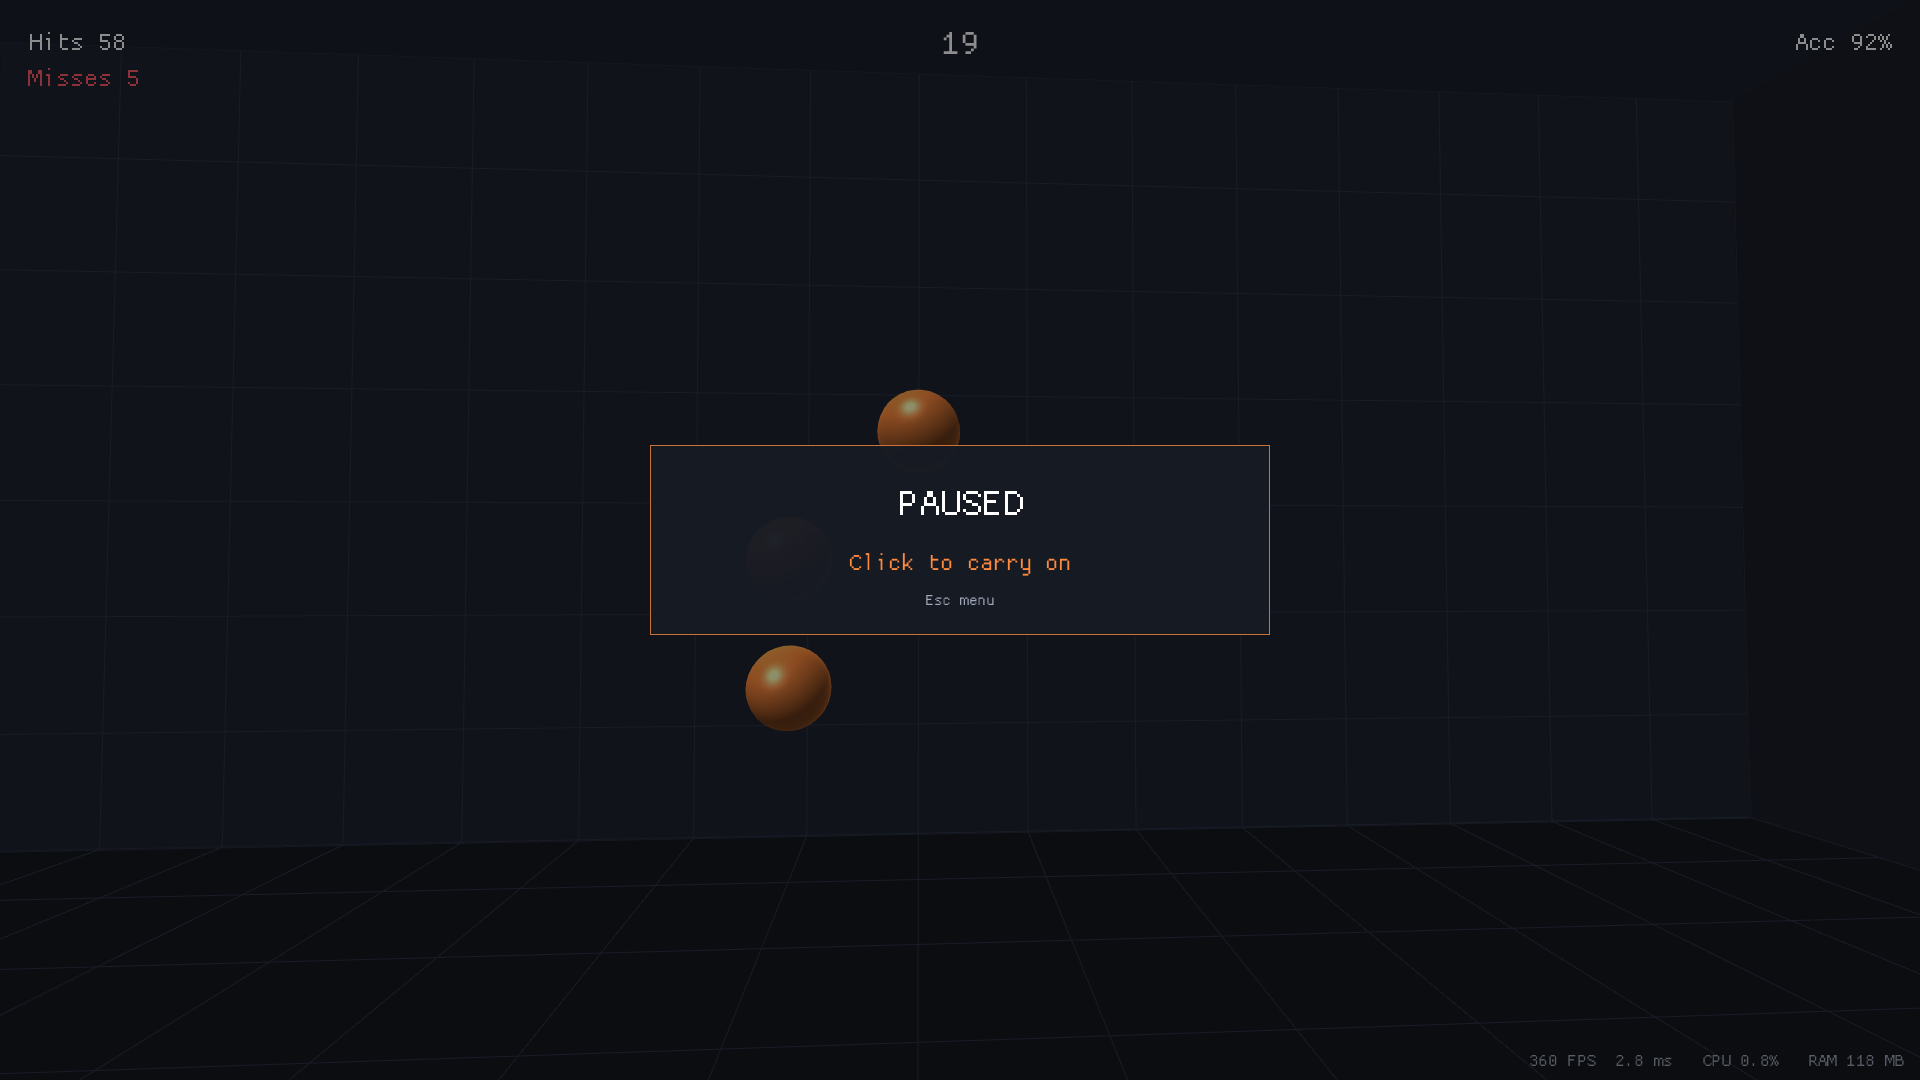 Hits 58
19
Acc 92%
Misses 5
PAUSED
Click to carry on
Esc menu
360 FPS 2.8 ms CPU 0.8% RAM 118 MB